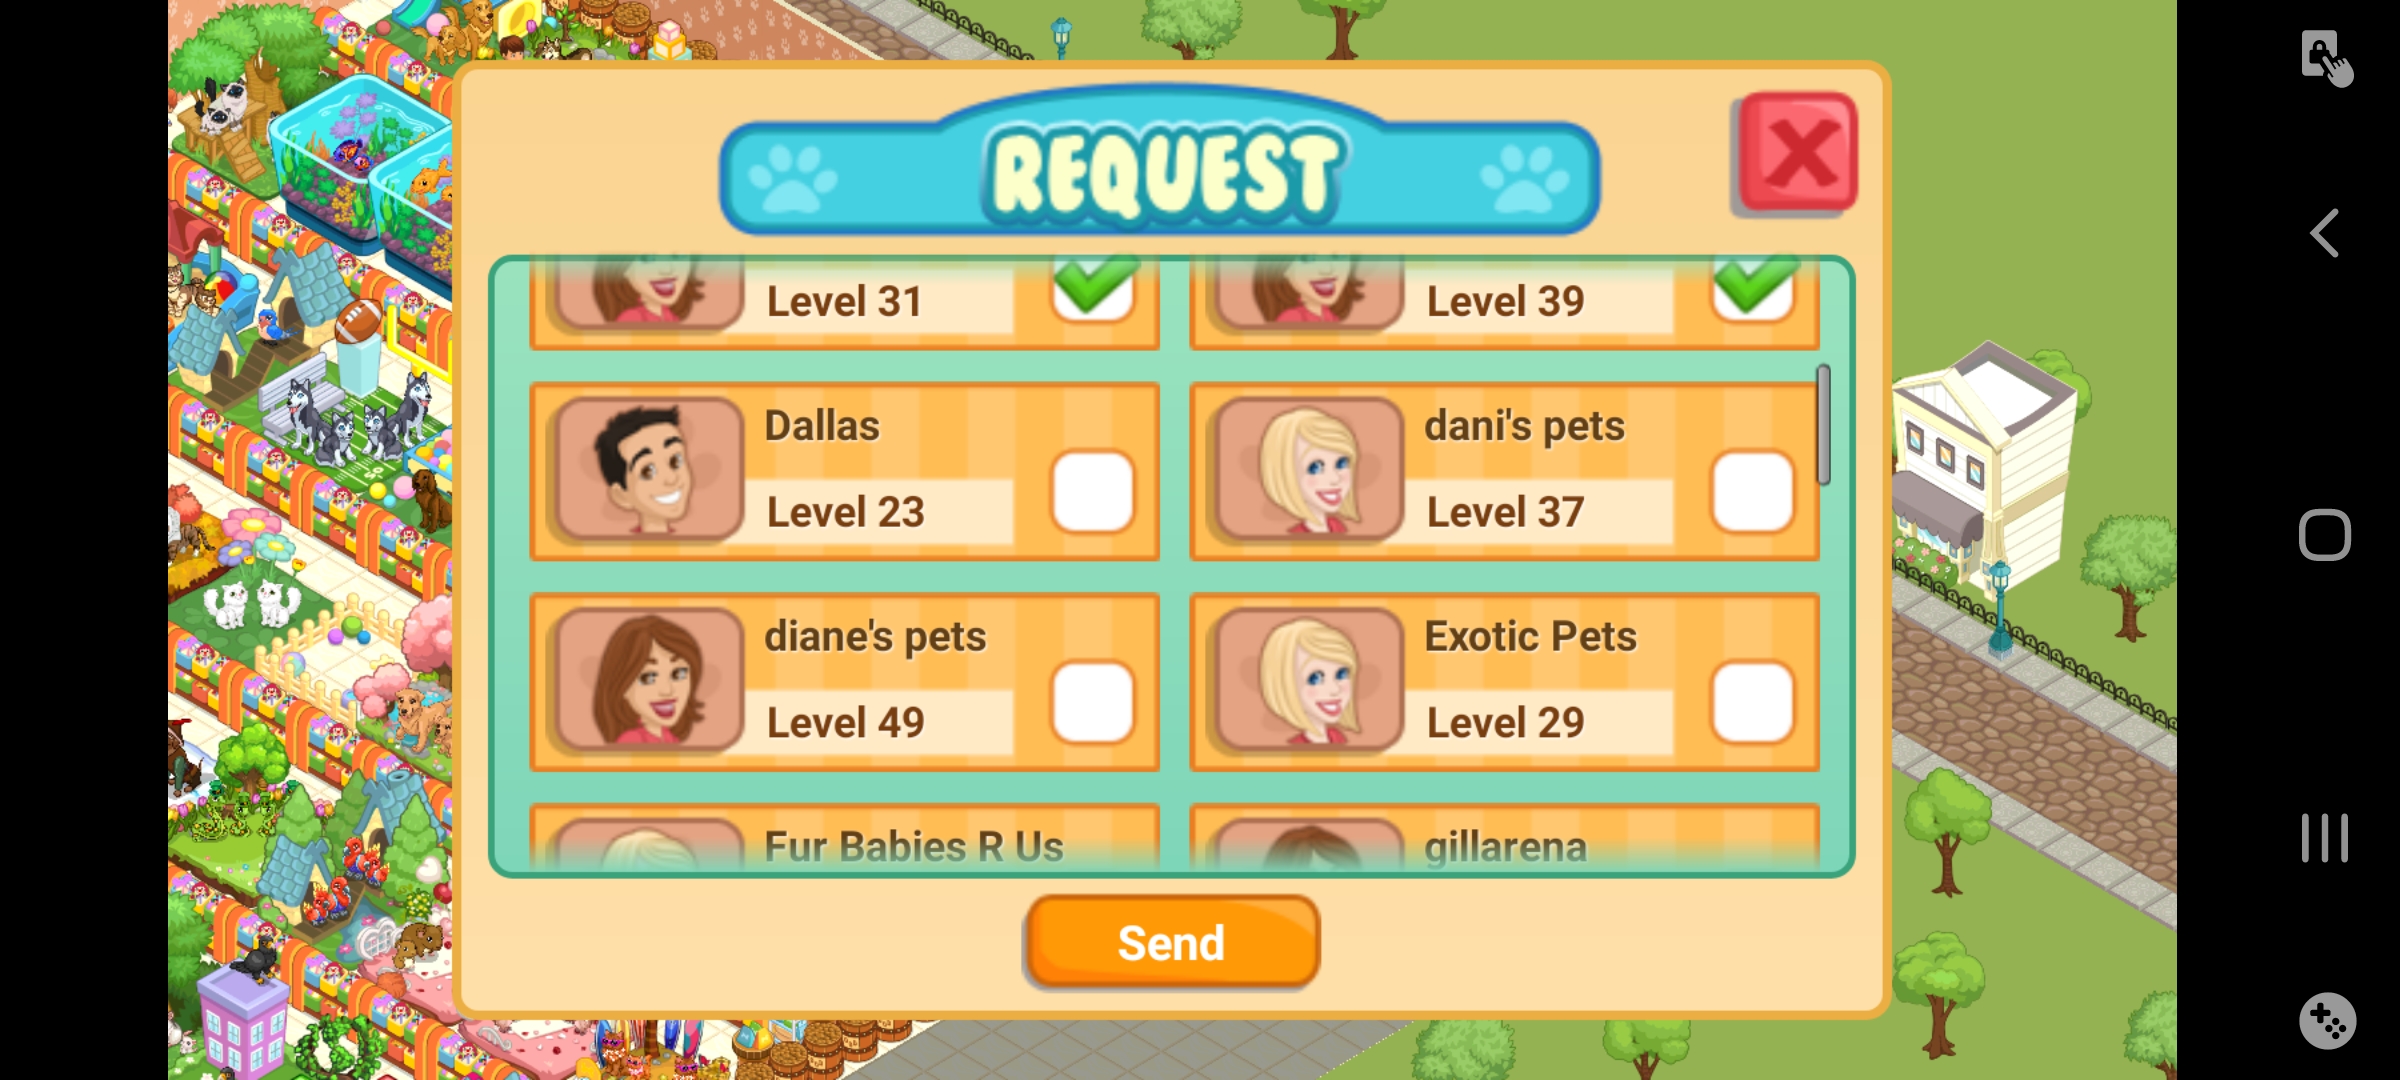 REQUEST
Level 31
Level 39
Dallas
Level 23
dani's pets
Level 37
diane's pets
Level 49
Exotic Pets
Level 29
Fur Babies R Us
gillarena
Send